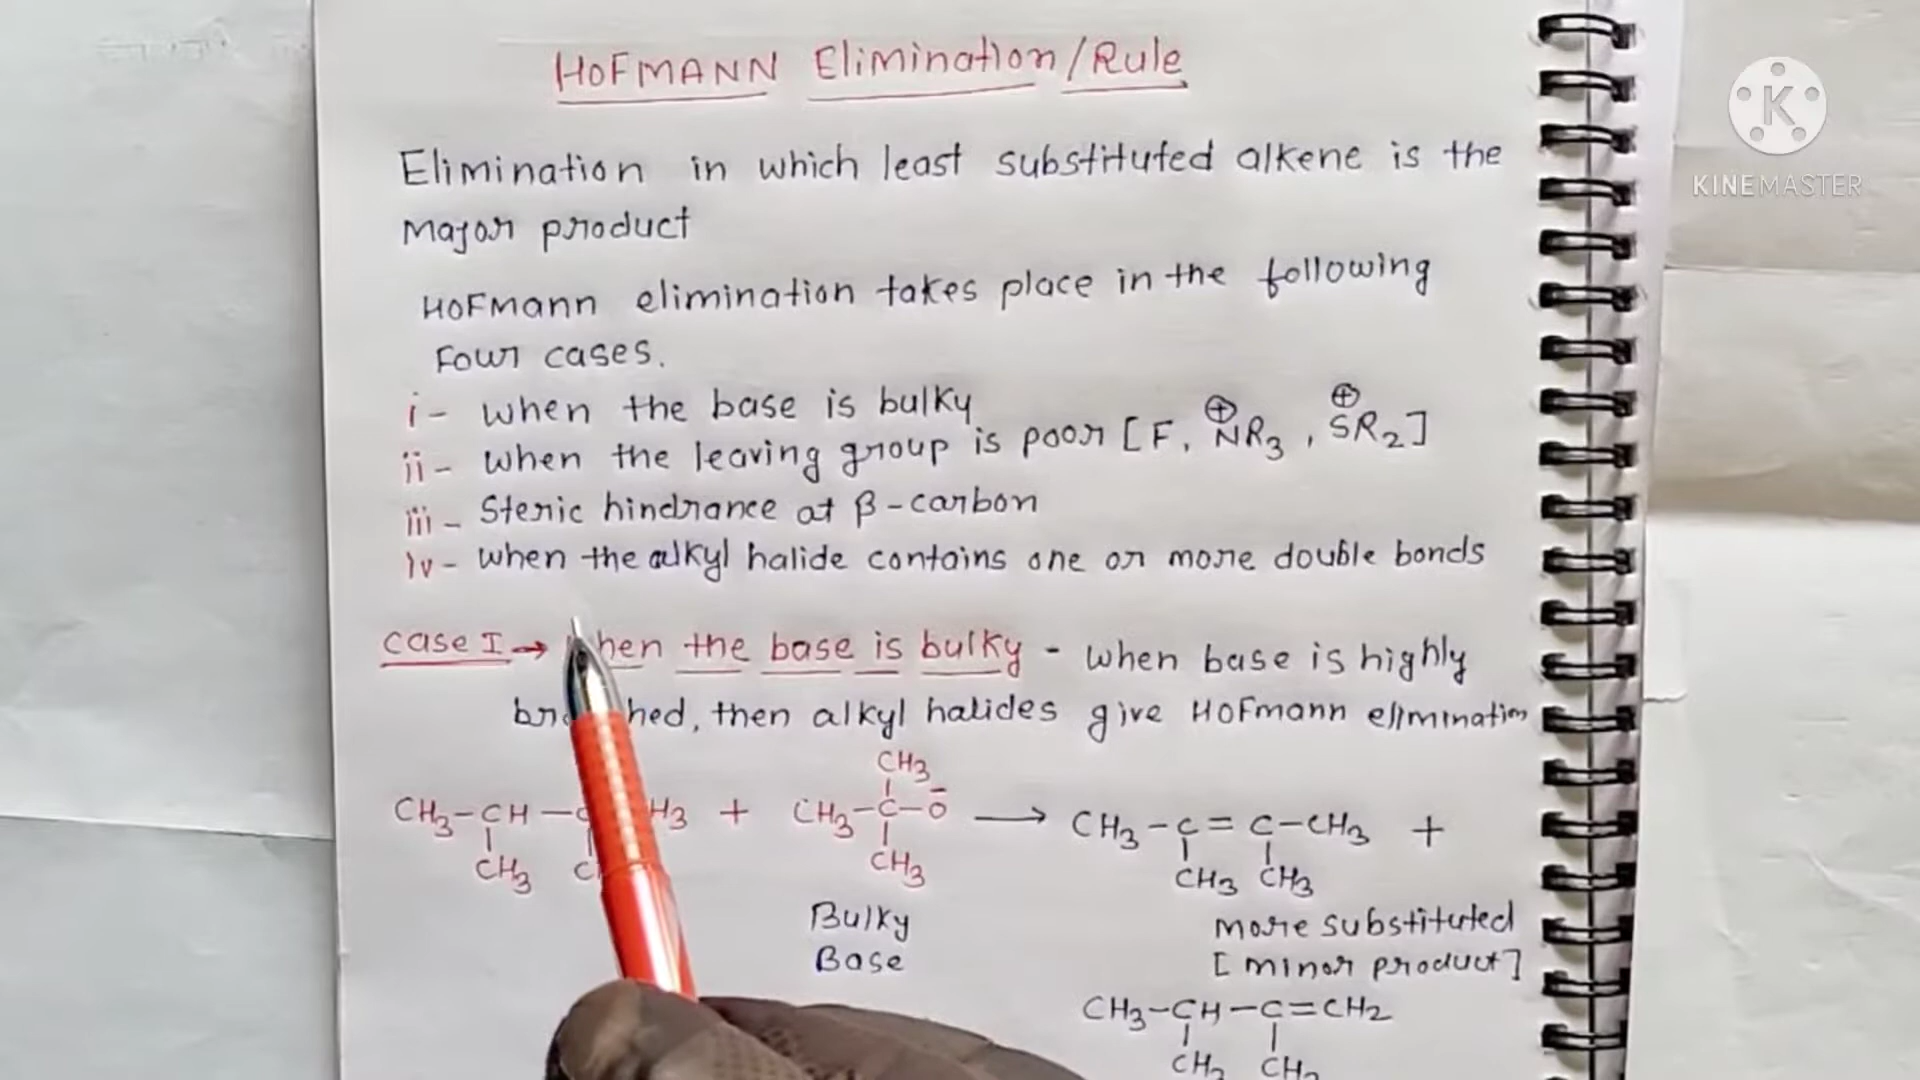 HOFMANN Elimination/Rule
Elimination in which least substituted alkene is the
Major product
HOFmann elimination takes place in the following
Four cases.
i- when the base is bulky
ii- when the leaving group is poor [F, ⊕NR3, ⊕SR2]
iii- Steric hindrance at β-carbon
iv- when the alkyl halide contains one or more double bonds
case I → when the base is bulky - when base is highly
hed, then alkyl halides give HOFmann elimination
CH3
CH3-CH- H3 + CH3-C-O⁻ → CH3-C=C-CH3 +
CH3 CH3 CH3 CH3
Bulky
Base
more substituted
[minor product]
CH3-CH-C=CH2